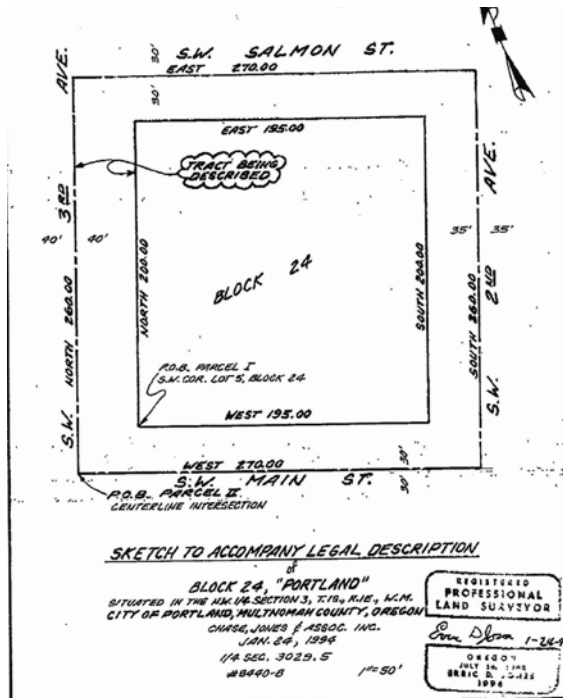 S.W. SALMON ST.
30'
EAST 270.00
30'
AVE.
EAST 195.00
TRACT BEING
DESCRIBED
3RD
AVE.
40' 40'
35' 35'
BLOCK 24
NORTH 200.00
SOUTH 200.00
NORTH 260.00
SOUTH 260.00
2ND
S.W.
S.W.
P.O.B. PARCEL I
S.W. COR. LOT 5, BLOCK 24
WEST 195.00
30'
WEST 270.00
S.W. MAIN ST.
30'
P.O.B. PARCEL II
CENTERLINE INTERSECTION
SKETCH TO ACCOMPANY LEGAL DESCRIPTION
of
BLOCK 24, "PORTLAND"
SITUATED IN THE N.W. 1/4 SECTION 3, T.1S., R.1E., W.M.
CITY OF PORTLAND, MULTNOMAH COUNTY, OREGON
CHASE, JONES & ASSOC. INC.
JAN. 24, 1994
1/4 SEC. 3029.5
#8440-B 1"=50'
REGISTERED
PROFESSIONAL
LAND SURVEYOR
OREGON